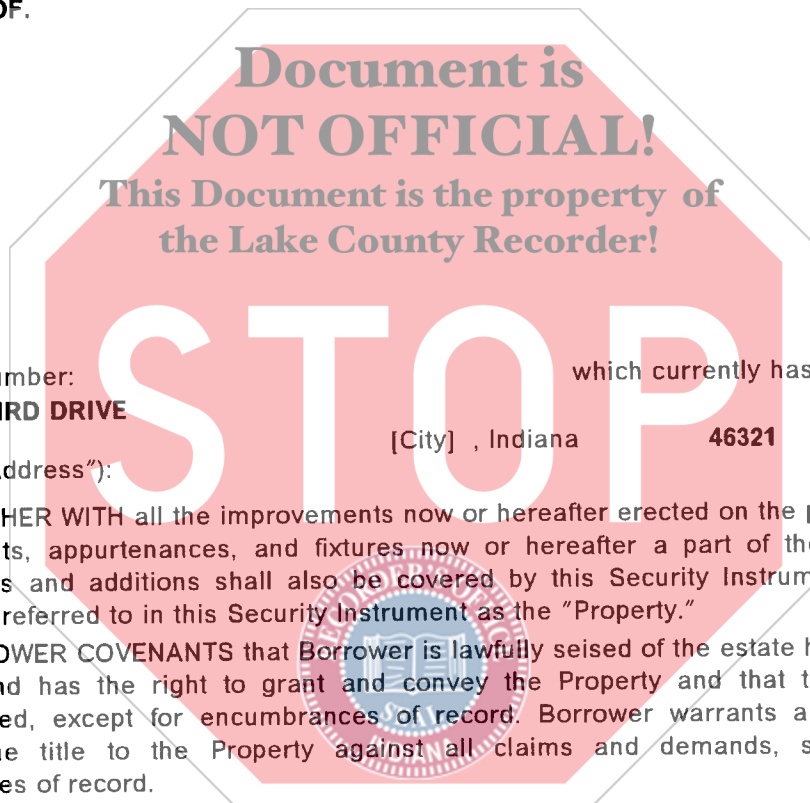 OF.
Document is
NOT OFFICIAL!
This Document is the property of
the Lake County Recorder!
STOP
umber: which currently has
IRD DRIVE
[City] , Indiana 46321
ddress"):
HER WITH all the improvements now or hereafter erected on the p
ts, appurtenances, and fixtures now or hereafter a part of the
s and additions shall also be covered by this Security Instrum
referred to in this Security Instrument as the "Property."
OWER COVENANTS that Borrower is lawfully seised of the estate h
nd has the right to grant and convey the Property and that t
ed, except for encumbrances of record. Borrower warrants a
e title to the Property against all claims and demands, s
es of record.
RECORDER'S OFFICE
SEAL
INDIANA